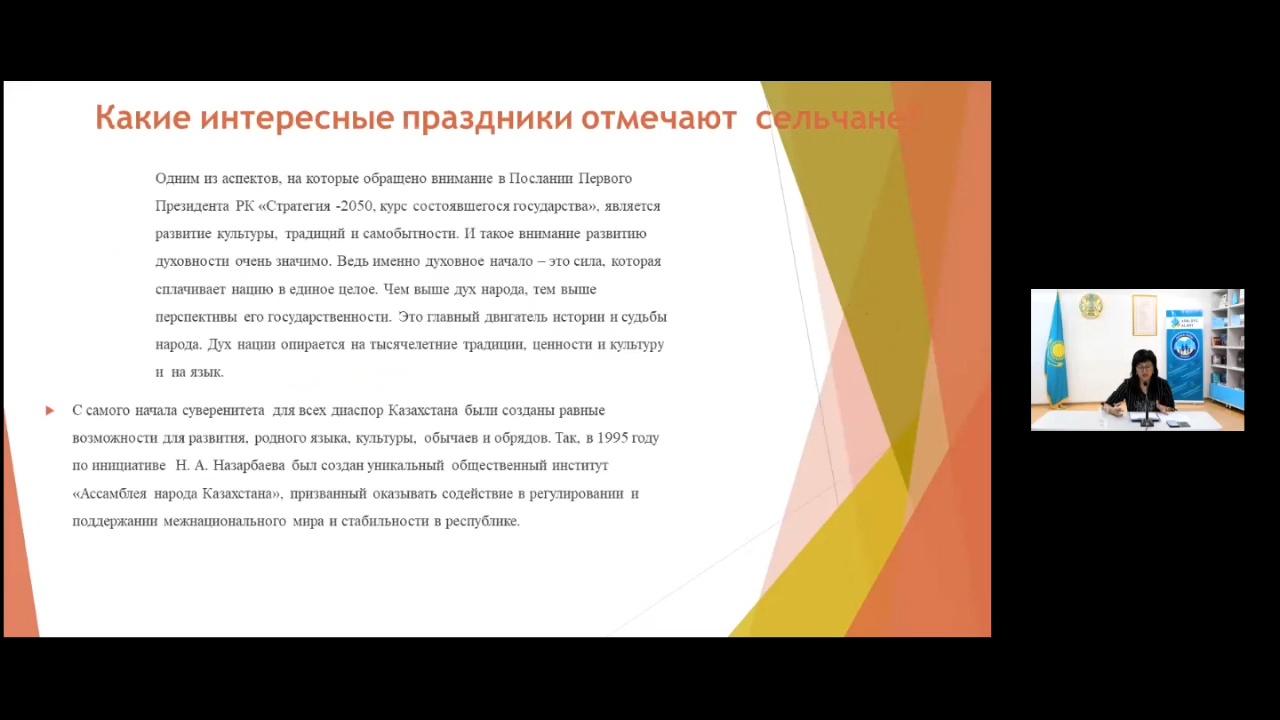 Какие интересные праздники отмечают сельчане?
Одним из аспектов, на которые обращено внимание в Послании Первого
Президента РК «Стратегия -2050, курс состоявшегося государства», является
развитие культуры, традиций и самобытности. И такое внимание развитию
духовности очень значимо. Ведь именно духовное начало – это сила, которая
сплачивает нацию в единое целое. Чем выше дух народа, тем выше
перспективы его государственности. Это главный двигатель истории и судьбы
народа. Дух нации опирается на тысячелетние традиции, ценности и культуру
и на язык.
С самого начала суверенитета для всех диаспор Казахстана были созданы равные
возможности для развития, родного языка, культуры, обычаев и обрядов. Так, в 1995 году
по инициативе Н. А. Назарбаева был создан уникальный общественный институт
«Ассамблея народа Казахстана», призванный оказывать содействие в регулировании и
поддержании межнационального мира и стабильности в республике.